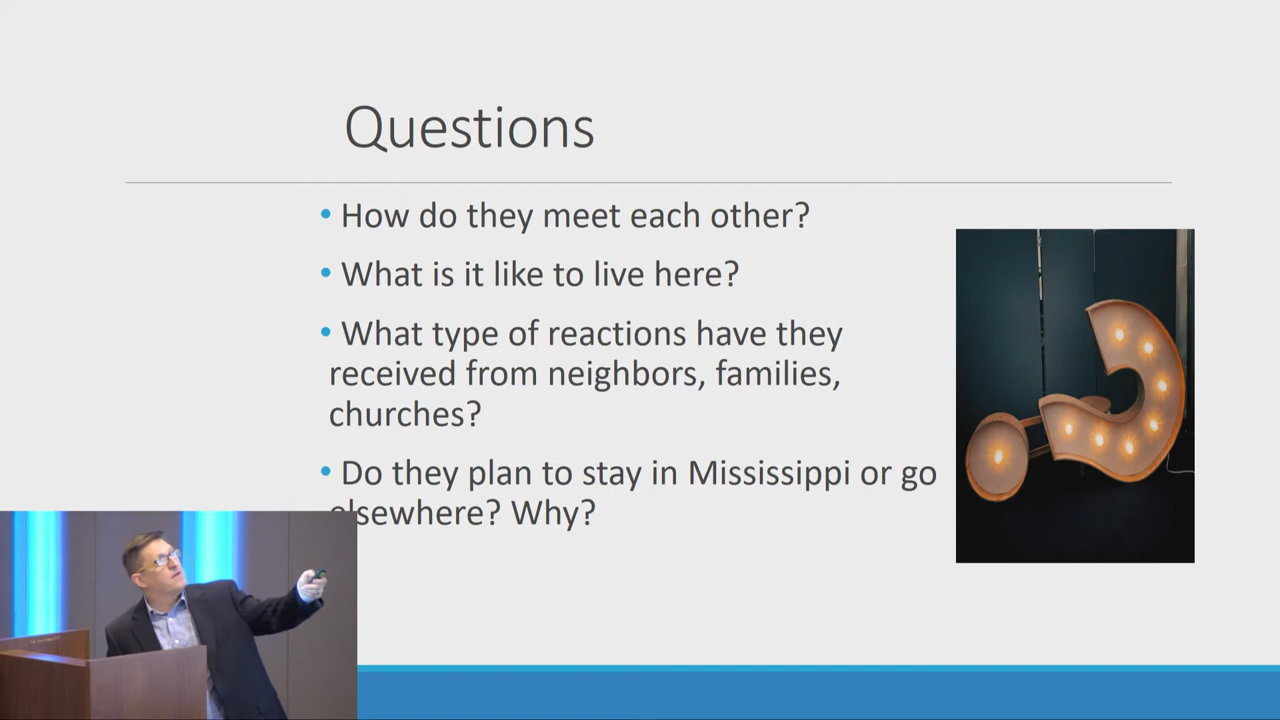 Questions
• How do they meet each other?
• What is it like to live here?
• What type of reactions have they
received from neighbors, families,
churches?
• Do they plan to stay in Mississippi or go
elsewhere? Why?